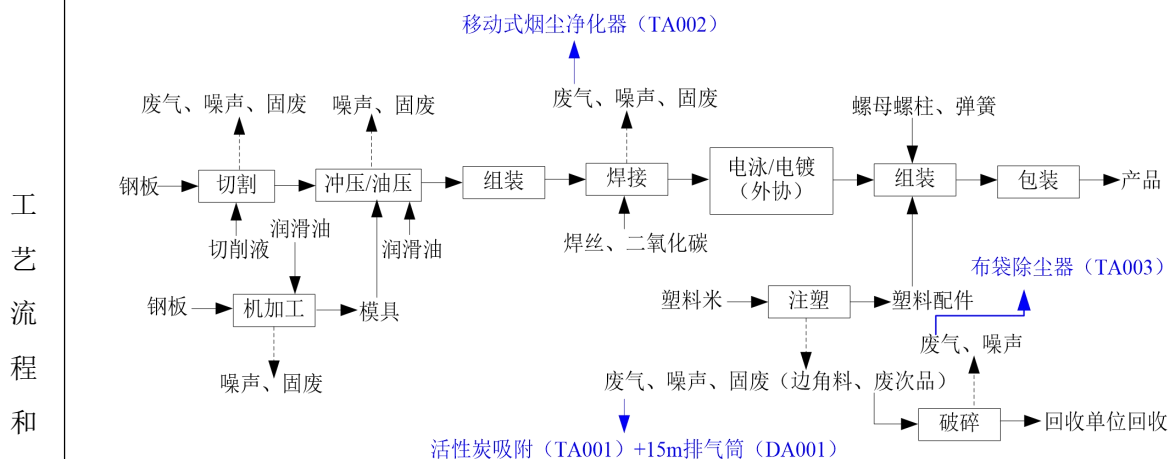 移动式烟尘净化器（TA002）
废气、噪声、固废
噪声、固废
废气、噪声、固废
螺母螺柱、弹簧
钢板
切割
冲压/油压
组装
焊接
电泳/电镀
（外协）
组装
包装
产品
切削液
润滑油
润滑油
焊丝、二氧化碳
钢板
机加工
模具
噪声、固废
塑料米
注塑
塑料配件
布袋除尘器（TA003）
废气、噪声
废气、噪声、固废（边角料、废次品）
破碎
回收单位回收
活性炭吸附（TA001）+15m排气筒（DA001）
工
艺
流
程
和